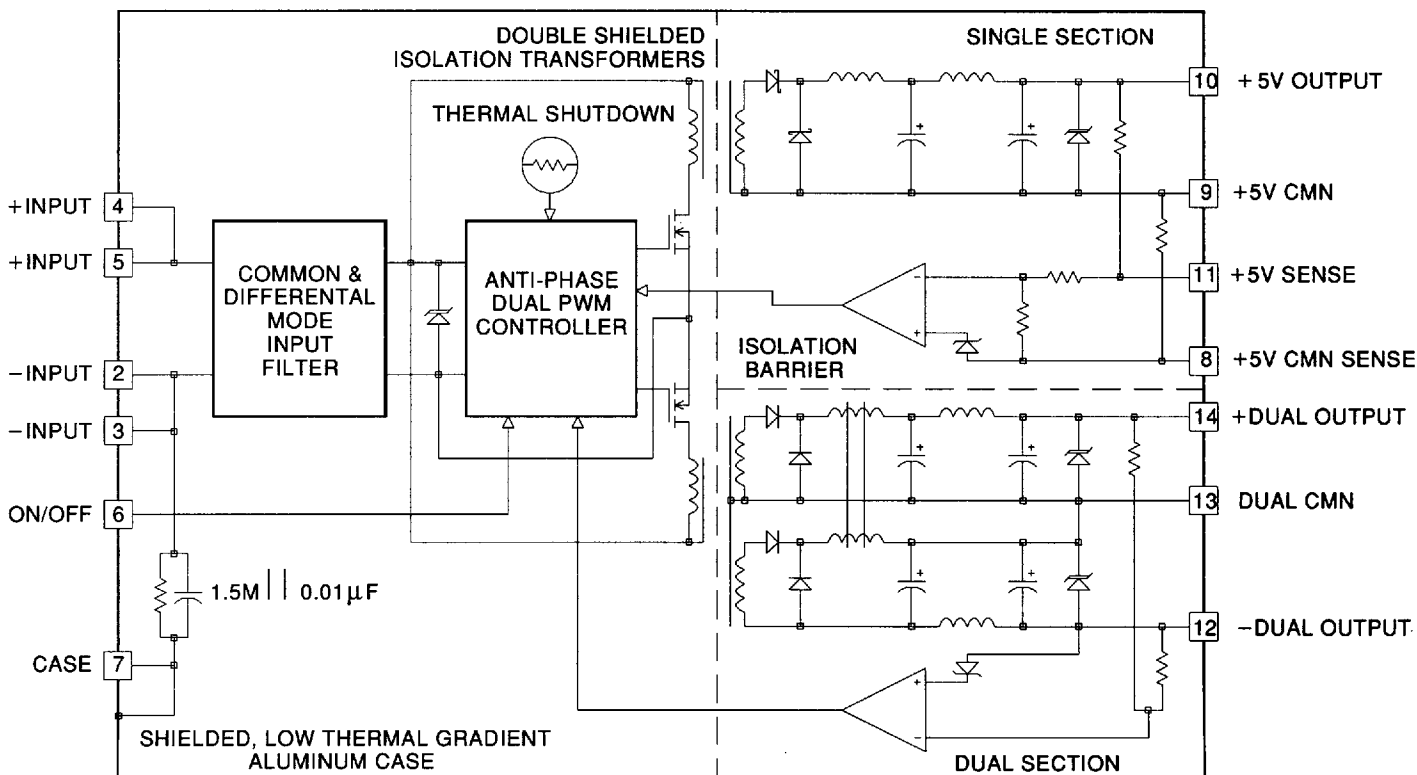 DOUBLE SHIELDED
ISOLATION TRANSFORMERS
SINGLE SECTION
THERMAL SHUTDOWN
10 +5V OUTPUT
9 +5V CMN
11 +5V SENSE
8 +5V CMN SENSE
+INPUT 4
+INPUT 5
-INPUT 2
-INPUT 3
ON/OFF 6
CASE 7
COMMON &
DIFFERENTAL
MODE
INPUT
FILTER
ANTI-PHASE
DUAL PWM
CONTROLLER
ISOLATION
BARRIER
+
+
-
+
14 +DUAL OUTPUT
13 DUAL CMN
12 -DUAL OUTPUT
+
+
+
+
+
-
1.5M || 0.01μF
SHIELDED, LOW THERMAL GRADIENT
ALUMINUM CASE
DUAL SECTION